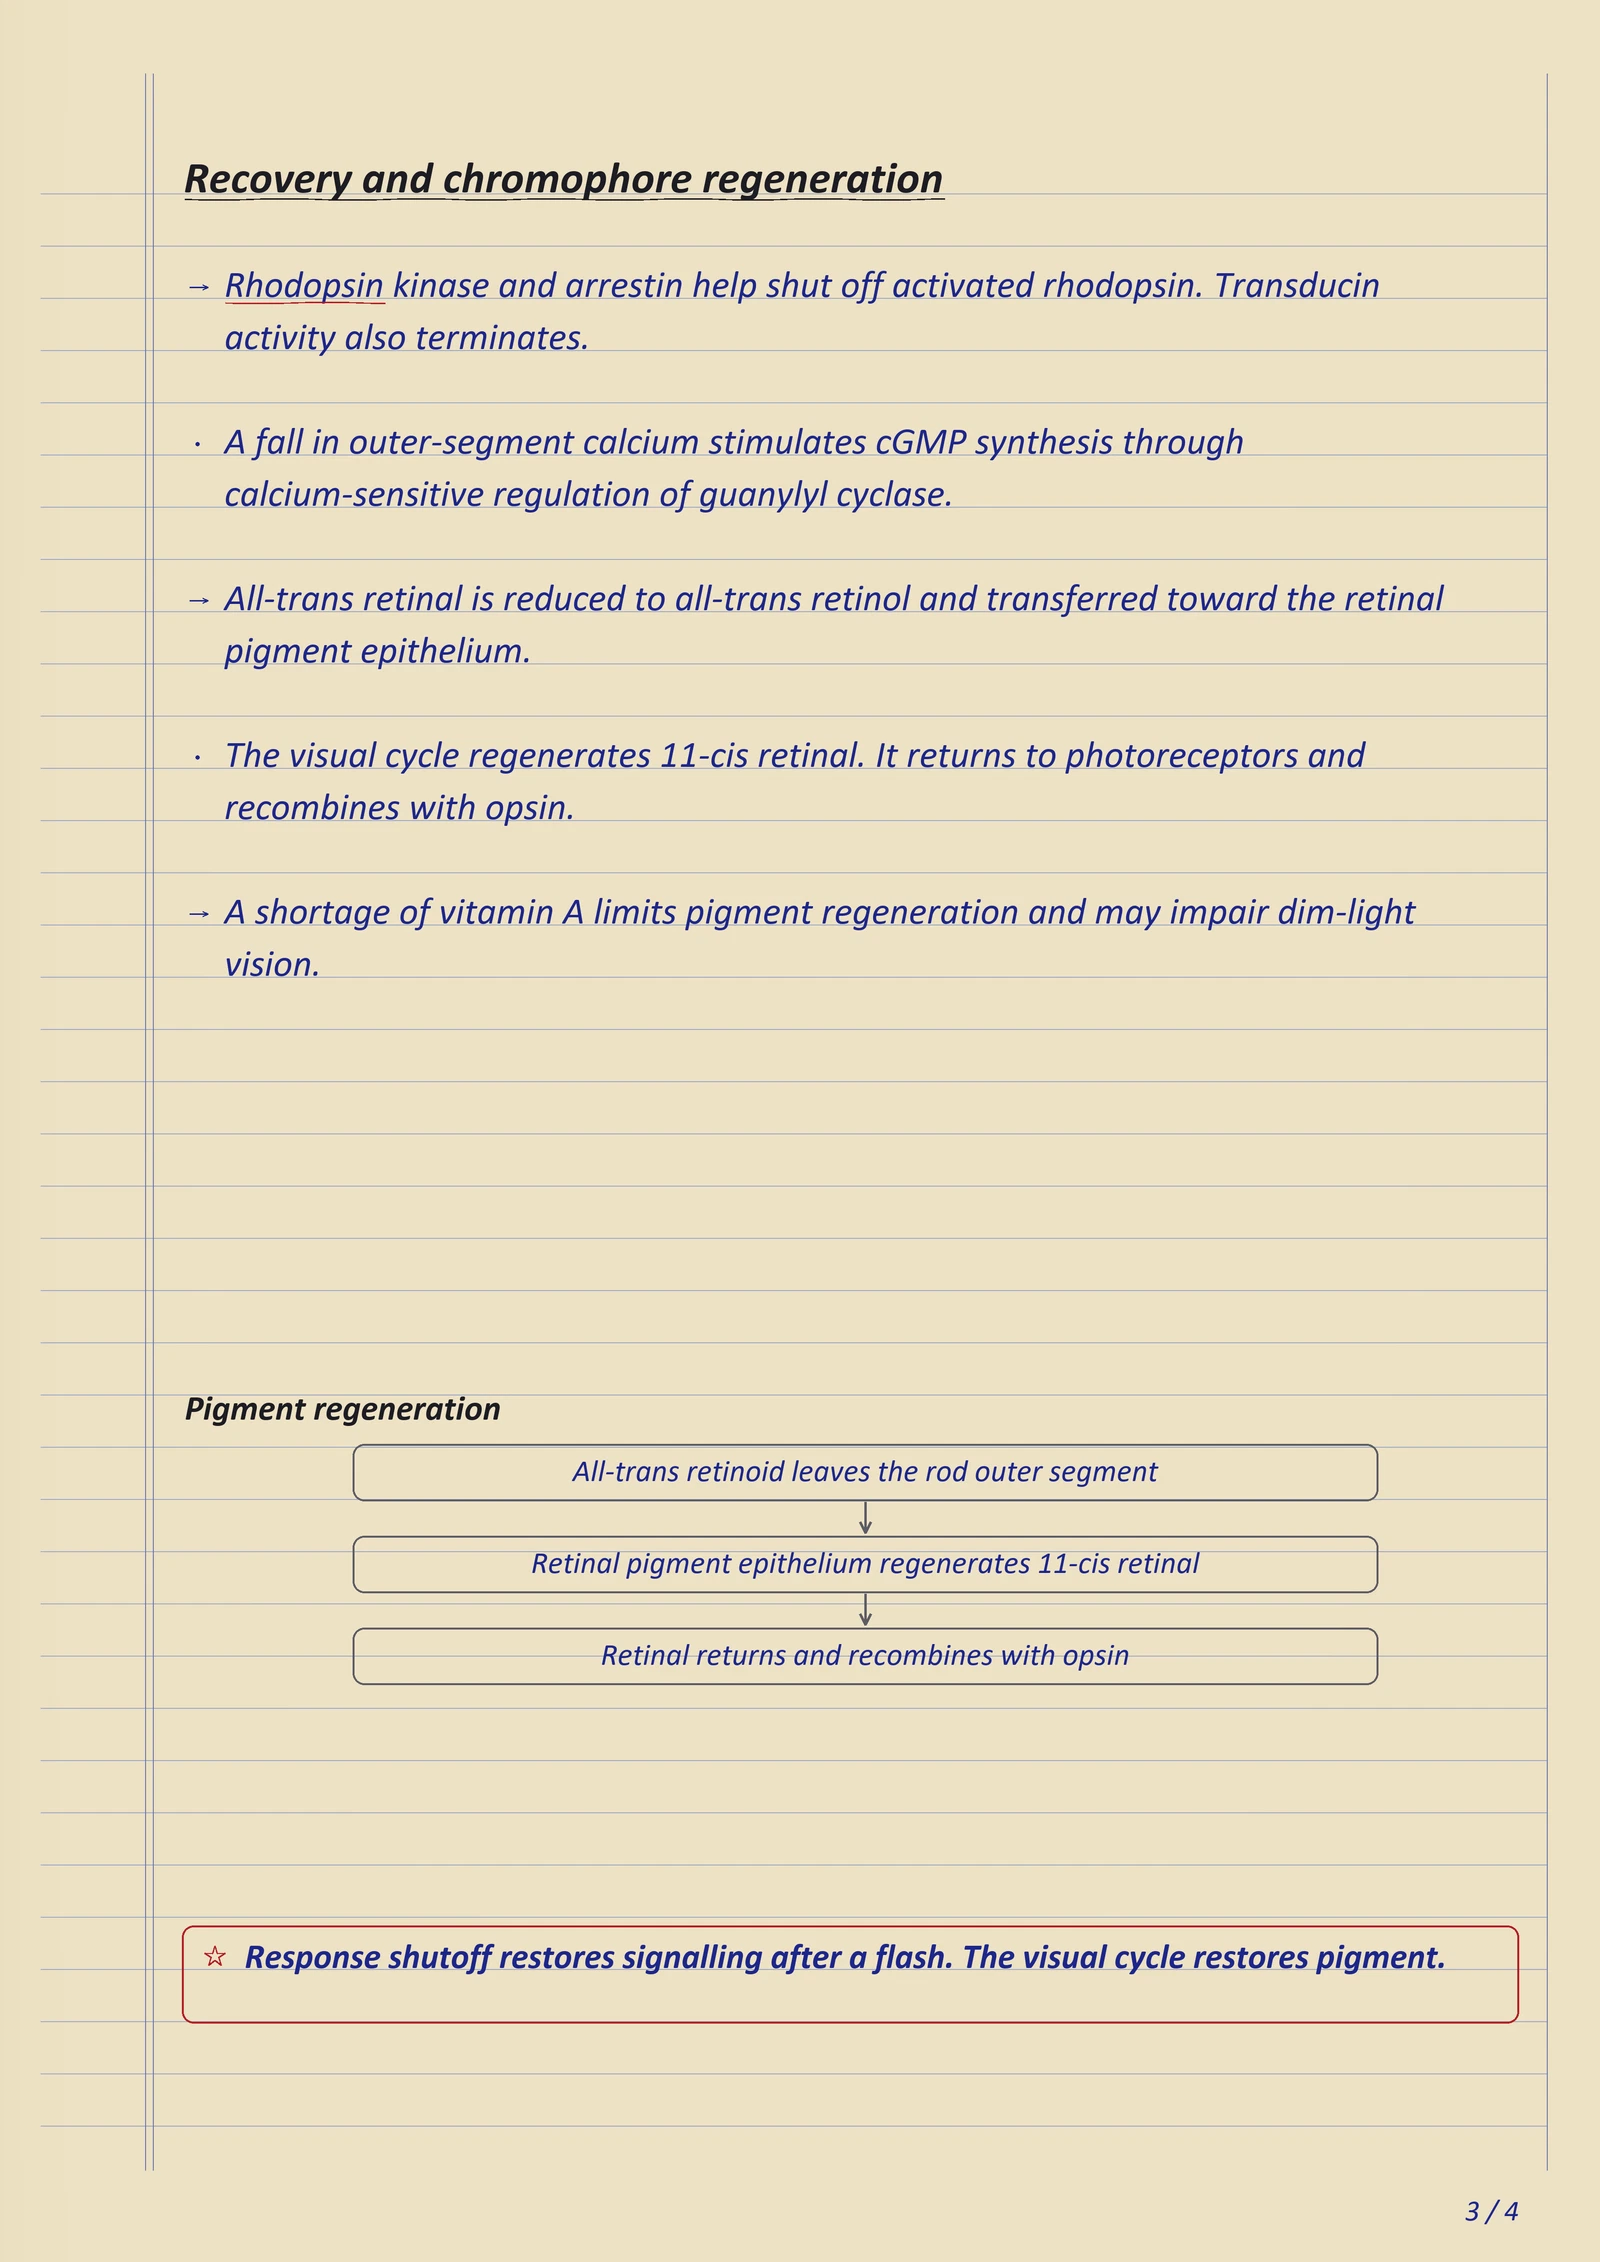 Recovery and chromophore regeneration
→ Rhodopsin kinase and arrestin help shut off activated rhodopsin. Transducin
activity also terminates.
· A fall in outer-segment calcium stimulates cGMP synthesis through
calcium-sensitive regulation of guanylyl cyclase.
→ All-trans retinal is reduced to all-trans retinol and transferred toward the retinal
pigment epithelium.
· The visual cycle regenerates 11-cis retinal. It returns to photoreceptors and
recombines with opsin.
→ A shortage of vitamin A limits pigment regeneration and may impair dim-light
vision.
Pigment regeneration
All-trans retinoid leaves the rod outer segment
Retinal pigment epithelium regenerates 11-cis retinal
Retinal returns and recombines with opsin
☆ Response shutoff restores signalling after a flash. The visual cycle restores pigment.
3 / 4